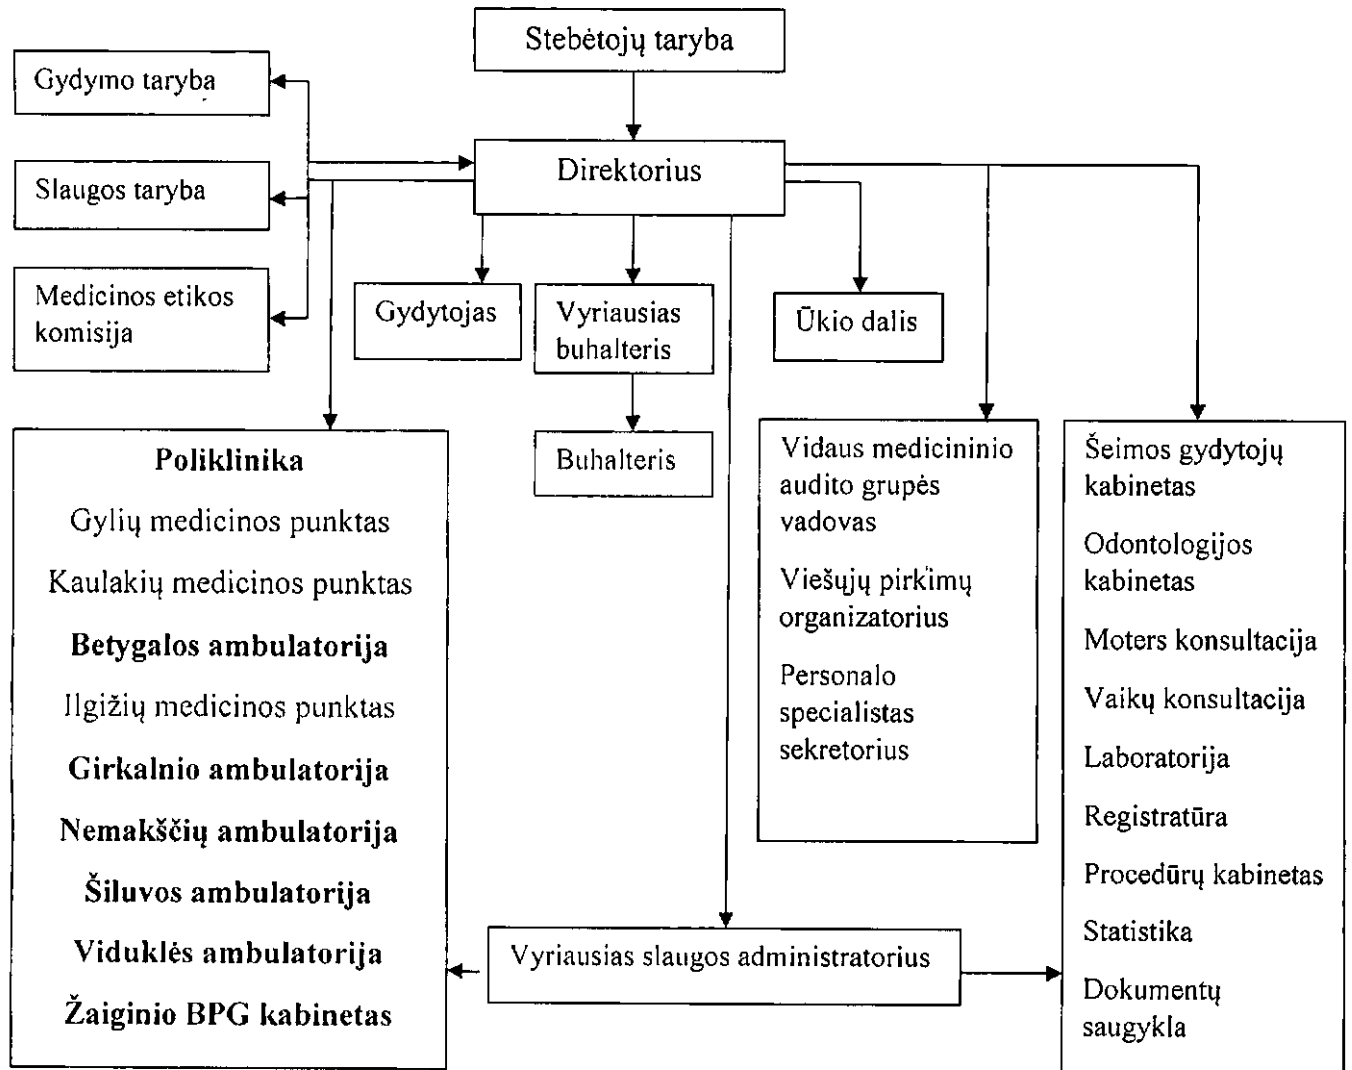 Stebėtojų taryba
Gydymo taryba
Direktorius
Slaugos taryba
Medicinos etikos
komisija
Gydytojas
Vyriausias
buhalteris
Ūkio dalis
Buhalteris
Poliklinika
Gylių medicinos punktas
Kaulakių medicinos punktas
Betygalos ambulatorija
Ilgižių medicinos punktas
Girkalnio ambulatorija
Nemakščių ambulatorija
Šiluvos ambulatorija
Viduklės ambulatorija
Žaiginio BPG kabinetas
Vidaus medicininio
audito grupės
vadovas
Viešųjų pirkimų
organizatorius
Personalo
specialistas
sekretorius
Šeimos gydytojų
kabinetas
Odontologijos
kabinetas
Moters konsultacija
Vaikų konsultacija
Laboratorija
Registratūra
Procedūrų kabinetas
Statistika
Dokumentų
saugykla
Vyriausias slaugos administratorius